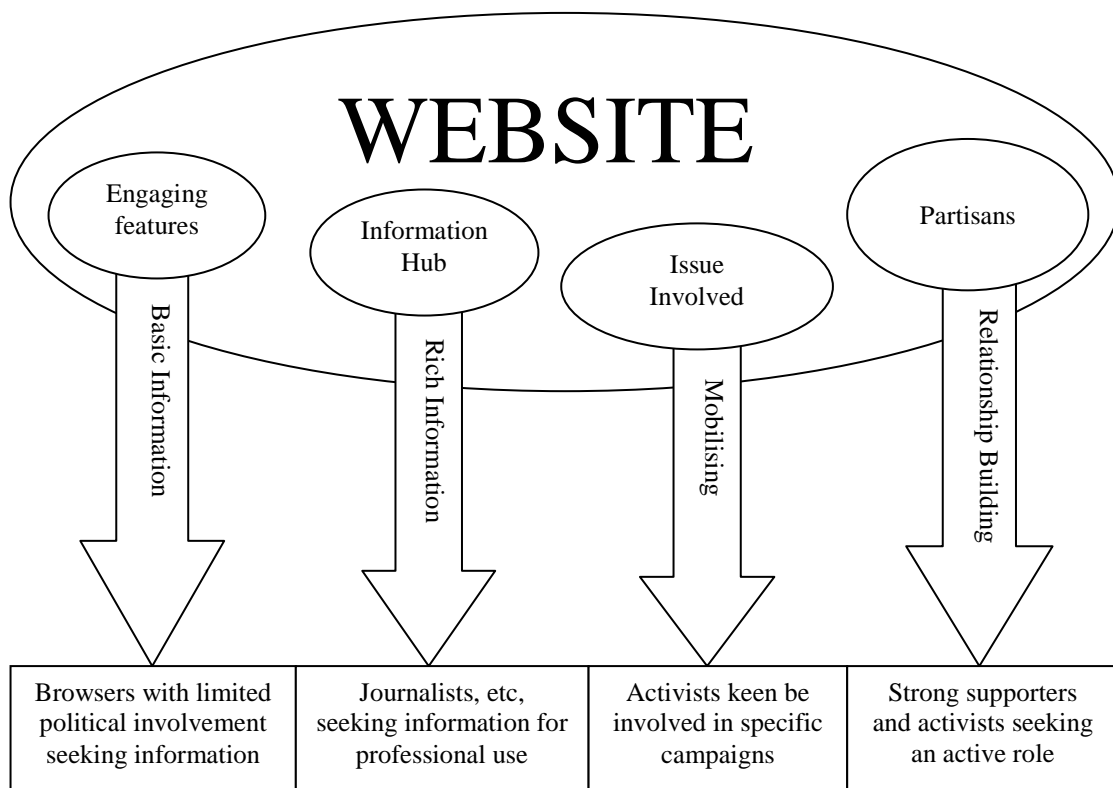 WEBSITE
Engaging
features
Information
Hub
Issue
Involved
Partisans
Basic Information
Rich Information
Mobilising
Relationship Building
Browsers with limited
political involvement
seeking information
Journalists, etc,
seeking information for
professional use
Activists keen be
involved in specific
campaigns
Strong supporters
and activists seeking
an active role